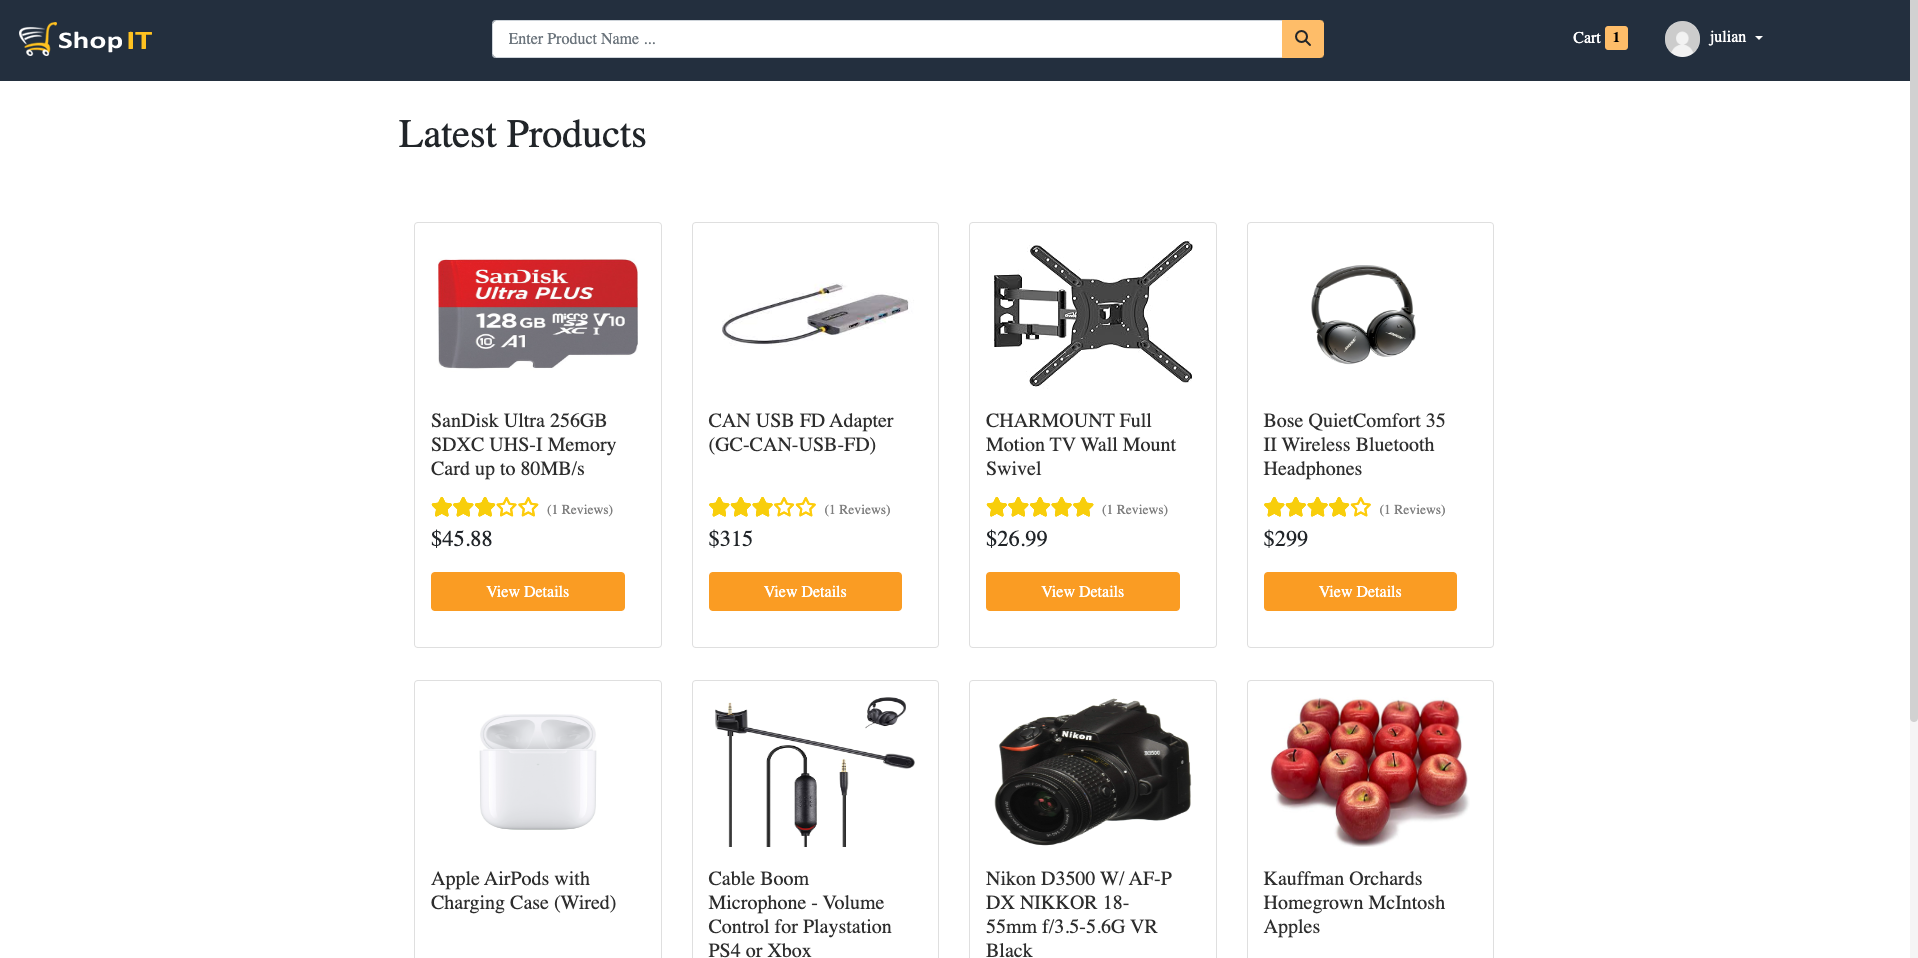 Shop IT
Enter Product Name ...
Cart 1
julian
Latest Products
SanDisk
Ultra PLUS
128GB micro SD XC I V10
10 A1
SanDisk Ultra 256GB
SDXC UHS-I Memory
Card up to 80MB/s
(1 Reviews)
$45.88
View Details
CAN USB FD Adapter
(GC-CAN-USB-FD)
(1 Reviews)
$315
View Details
CHARMOUNT Full
Motion TV Wall Mount
Swivel
(1 Reviews)
$26.99
View Details
BOSE
BOSE
Bose QuietComfort 35
II Wireless Bluetooth
Headphones
(1 Reviews)
$299
View Details
Apple AirPods with
Charging Case (Wired)
Cable Boom
Microphone - Volume
Control for Playstation
PS4 or Xbox
Nikon
D3500
Nikon D3500 W/ AF-P
DX NIKKOR 18-
55mm f/3.5-5.6G VR
Black
Kauffman Orchards
Homegrown McIntosh
Apples